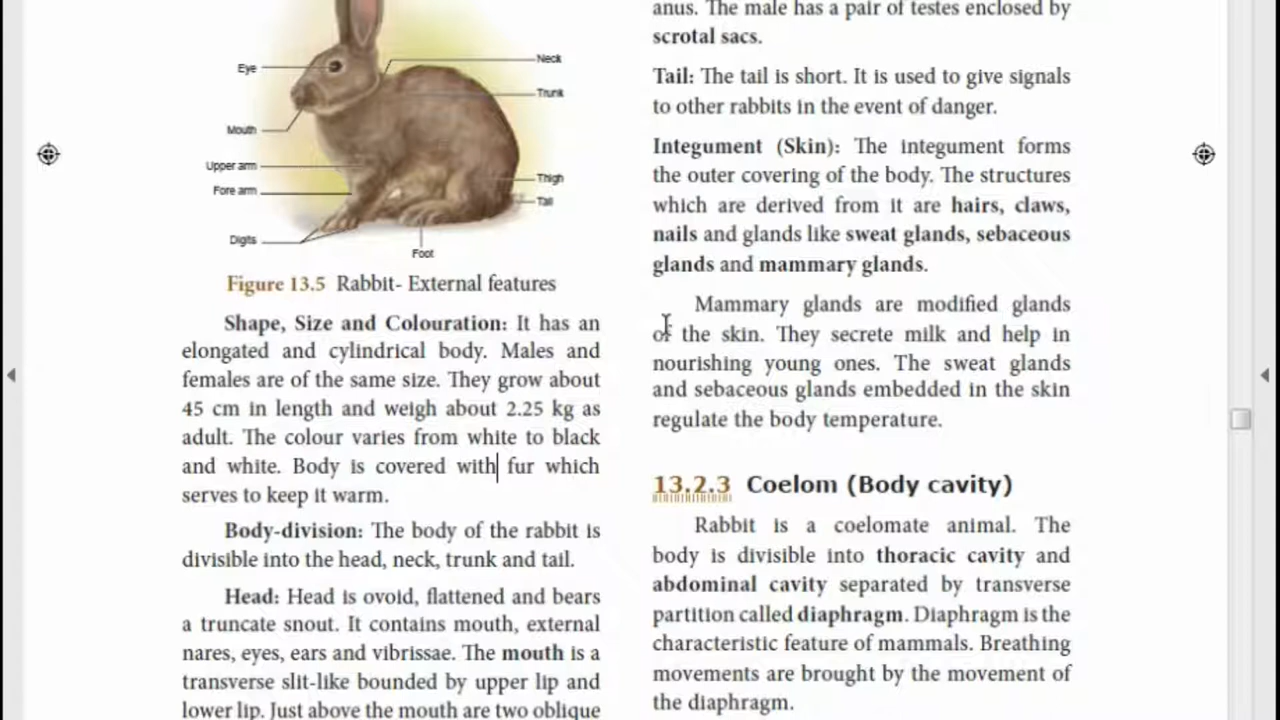 Eye
Neck
Trunk
Mouth
Upper arm
Fore arm
Thigh
Tail
Digits
Foot
Figure 13.5 Rabbit- External features
Shape, Size and Colouration: It has an
elongated and cylindrical body. Males and
females are of the same size. They grow about
45 cm in length and weigh about 2.25 kg as
adult. The colour varies from white to black
and white. Body is covered with fur which
serves to keep it warm.
Body-division: The body of the rabbit is
divisible into the head, neck, trunk and tail.
Head: Head is ovoid, flattened and bears
a truncate snout. It contains mouth, external
nares, eyes, ears and vibrissae. The mouth is a
transverse slit-like bounded by upper lip and
lower lip. Just above the mouth are two oblique
anus. The male has a pair of testes enclosed by
scrotal sacs.
Tail: The tail is short. It is used to give signals
to other rabbits in the event of danger.
Integument (Skin): The integument forms
the outer covering of the body. The structures
which are derived from it are hairs, claws,
nails and glands like sweat glands, sebaceous
glands and mammary glands.
Mammary glands are modified glands
of the skin. They secrete milk and help in
nourishing young ones. The sweat glands
and sebaceous glands embedded in the skin
regulate the body temperature.
13.2.3 Coelom (Body cavity)
Rabbit is a coelomate animal. The
body is divisible into thoracic cavity and
abdominal cavity separated by transverse
partition called diaphragm. Diaphragm is the
characteristic feature of mammals. Breathing
movements are brought by the movement of
the diaphragm.